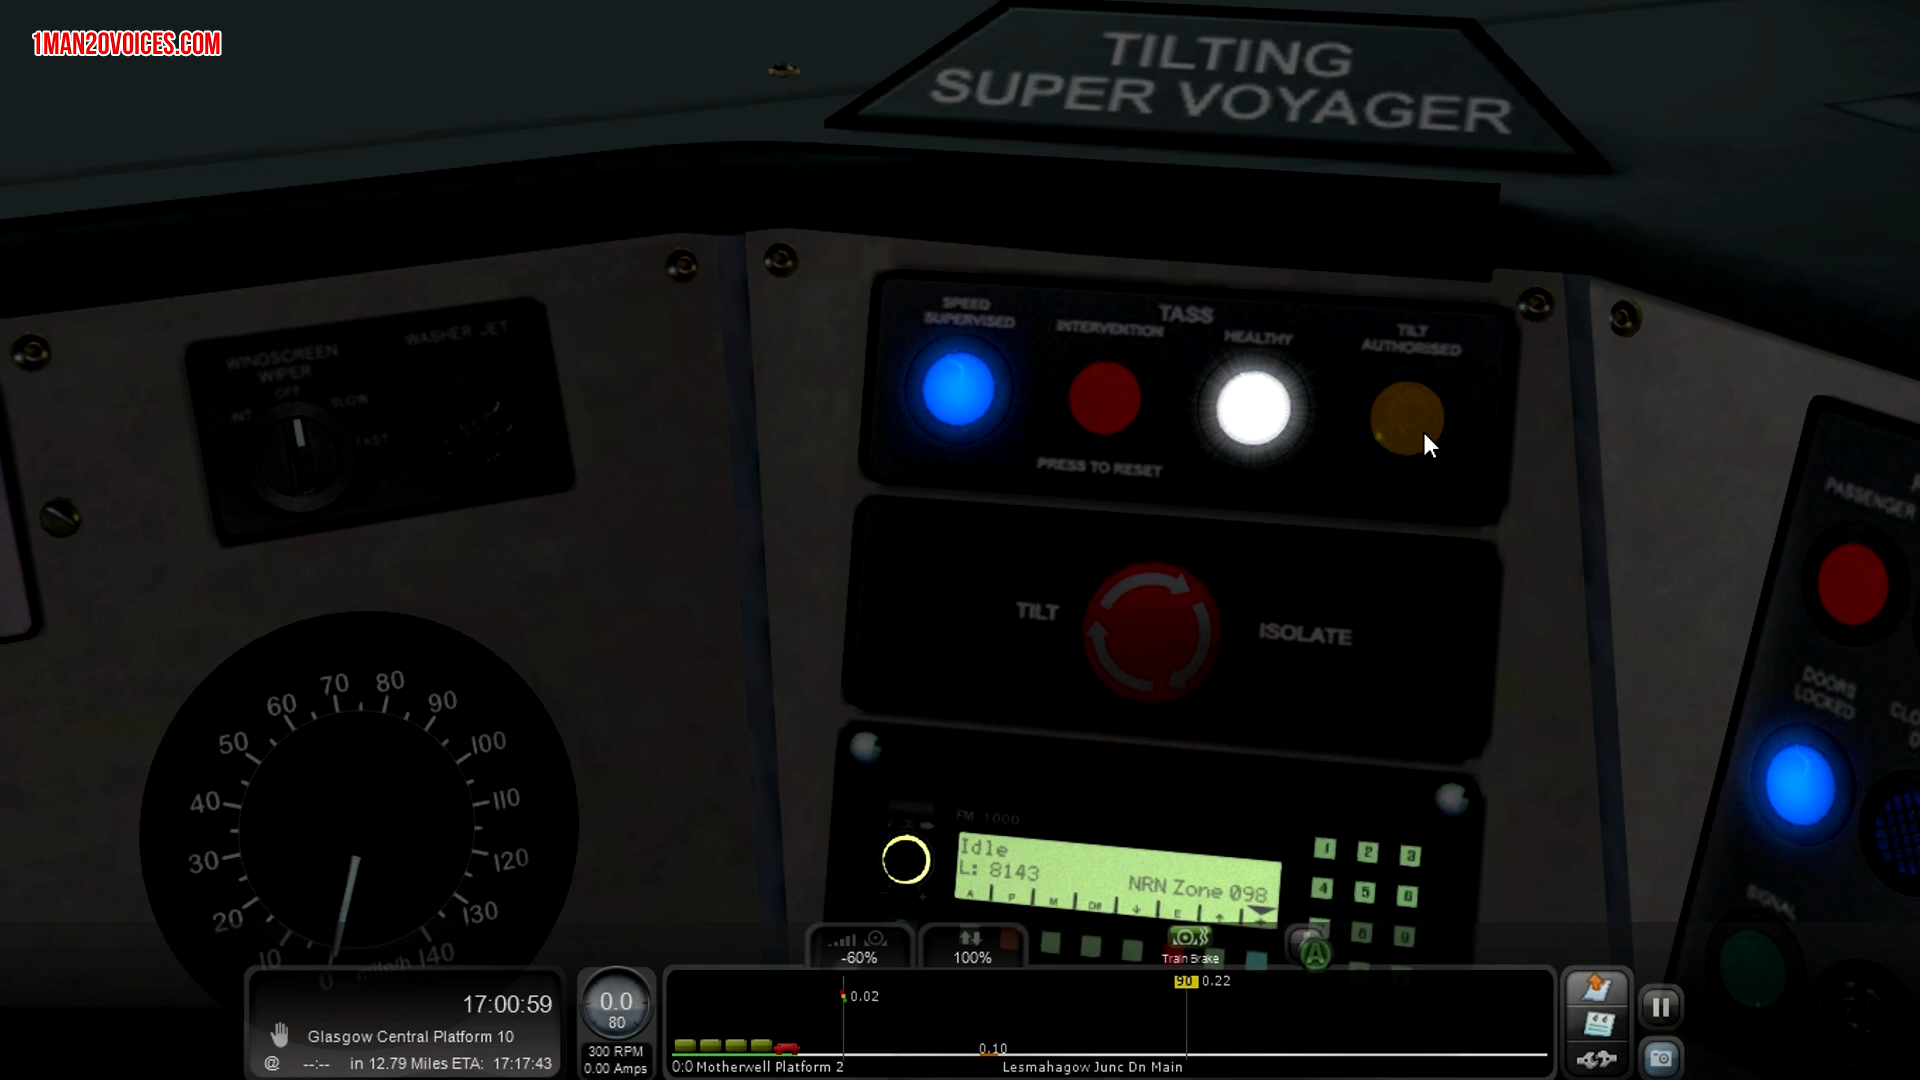 1MAN20VOICES.COM
TILTING
SUPER VOYAGER
WINDSCREEN
WIPER
OFF
INT
SLOW
FAST
WASHER JET
TASS
SPEED
SUPERVISED
INTERVENTION
HEALTHY
TILT
AUTHORISED
PRESS TO RESET
PASSENGER
TILT
ISOLATE
DOORS
LOCKED
SIGNAL
0
10
20
30
40
50
60
70
80
90
100
110
120
130
140
mile/h
FM 1000
Idle
L: 8143
NRN Zone 098
1 2 3
4 5 6
-60%
100%
Train Brake
A
17:00:59
Glasgow Central Platform 10
@ --:-- in 12.79 Miles ETA: 17:17:43
0.0
80
300 RPM
0.00 Amps
0.02
90 0.22
0.10
0:0 Motherwell Platform 2
Lesmahagow Junc Dn Main